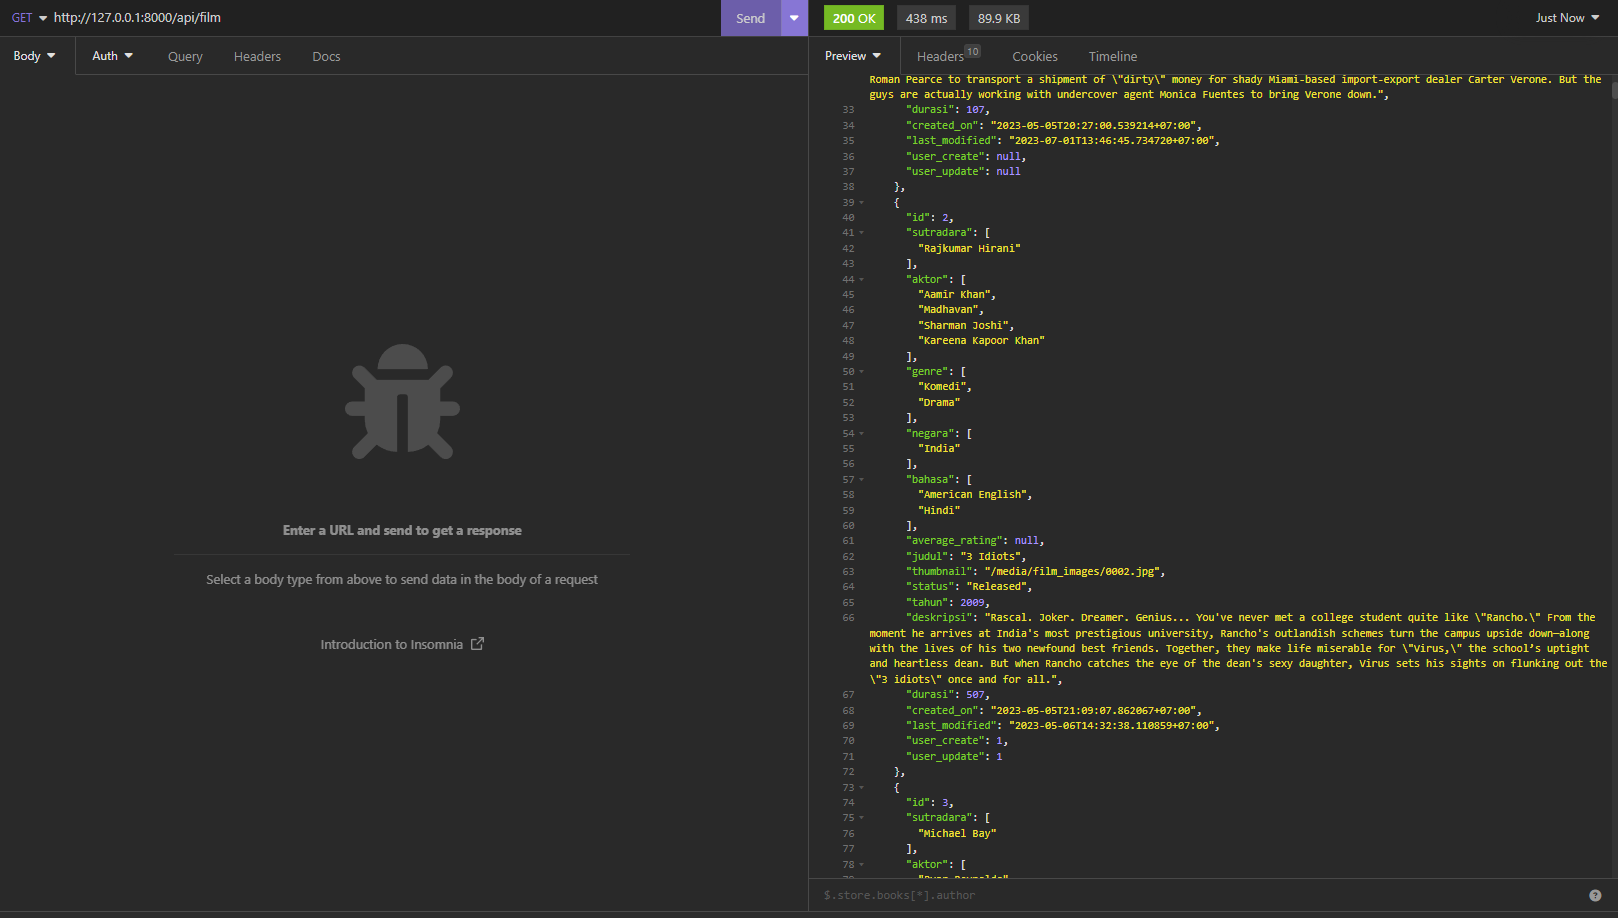 GET http://127.0.0.1:8000/api/film Send 200 OK 438 ms 89.9 KB Just Now
Body Auth Query Headers Docs Preview Headers 10 Cookies Timeline
Enter a URL and send to get a response
Select a body type from above to send data in the body of a request
Introduction to Insomnia
Roman Pearce to transport a shipment of \"dirty\" money for shady Miami-based import-export dealer Carter Verone. But the
guys are actually working with undercover agent Monica Fuentes to bring Verone down.",
33 "durasi": 107,
34 "created_on": "2023-05-05T20:27:00.539214+07:00",
35 "last_modified": "2023-07-01T13:46:45.734720+07:00",
36 "user_create": null,
37 "user_update": null
38 },
39 {
40 "id": 2,
41 "sutradara": [
42 "Rajkumar Hirani"
43 ],
44 "aktor": [
45 "Aamir Khan",
46 "Madhavan",
47 "Sharman Joshi",
48 "Kareena Kapoor Khan"
49 ],
50 "genre": [
51 "Komedi",
52 "Drama"
53 ],
54 "negara": [
55 "India"
56 ],
57 "bahasa": [
58 "American English",
59 "Hindi"
60 ],
61 "average_rating": null,
62 "judul": "3 Idiots",
63 "thumbnail": "/media/film_images/0002.jpg",
64 "status": "Released",
65 "tahun": 2009,
66 "deskripsi": "Rascal. Joker. Dreamer. Genius... You've never met a college student quite like \"Rancho.\" From the
moment he arrives at India's most prestigious university, Rancho's outlandish schemes turn the campus upside down—along
with the lives of his two newfound best friends. Together, they make life miserable for \"Virus,\" the school’s uptight
and heartless dean. But when Rancho catches the eye of the dean's sexy daughter, Virus sets his sights on flunking out the
\"3 idiots\" once and for all.",
67 "durasi": 507,
68 "created_on": "2023-05-05T21:09:07.862067+07:00",
69 "last_modified": "2023-05-06T14:32:38.110859+07:00",
70 "user_create": 1,
71 "user_update": 1
72 },
73 {
74 "id": 3,
75 "sutradara": [
76 "Michael Bay"
77 ],
78 "aktor": [
$.store.books[*].author